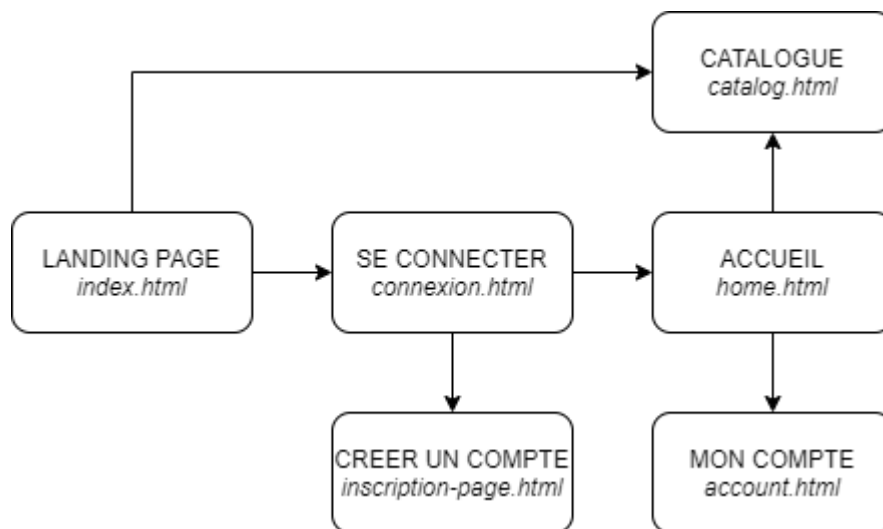 CATALOGUE
catalog.html
LANDING PAGE
index.html
SE CONNECTER
connexion.html
ACCUEIL
home.html
CREER UN COMPTE
inscription-page.html
MON COMPTE
account.html